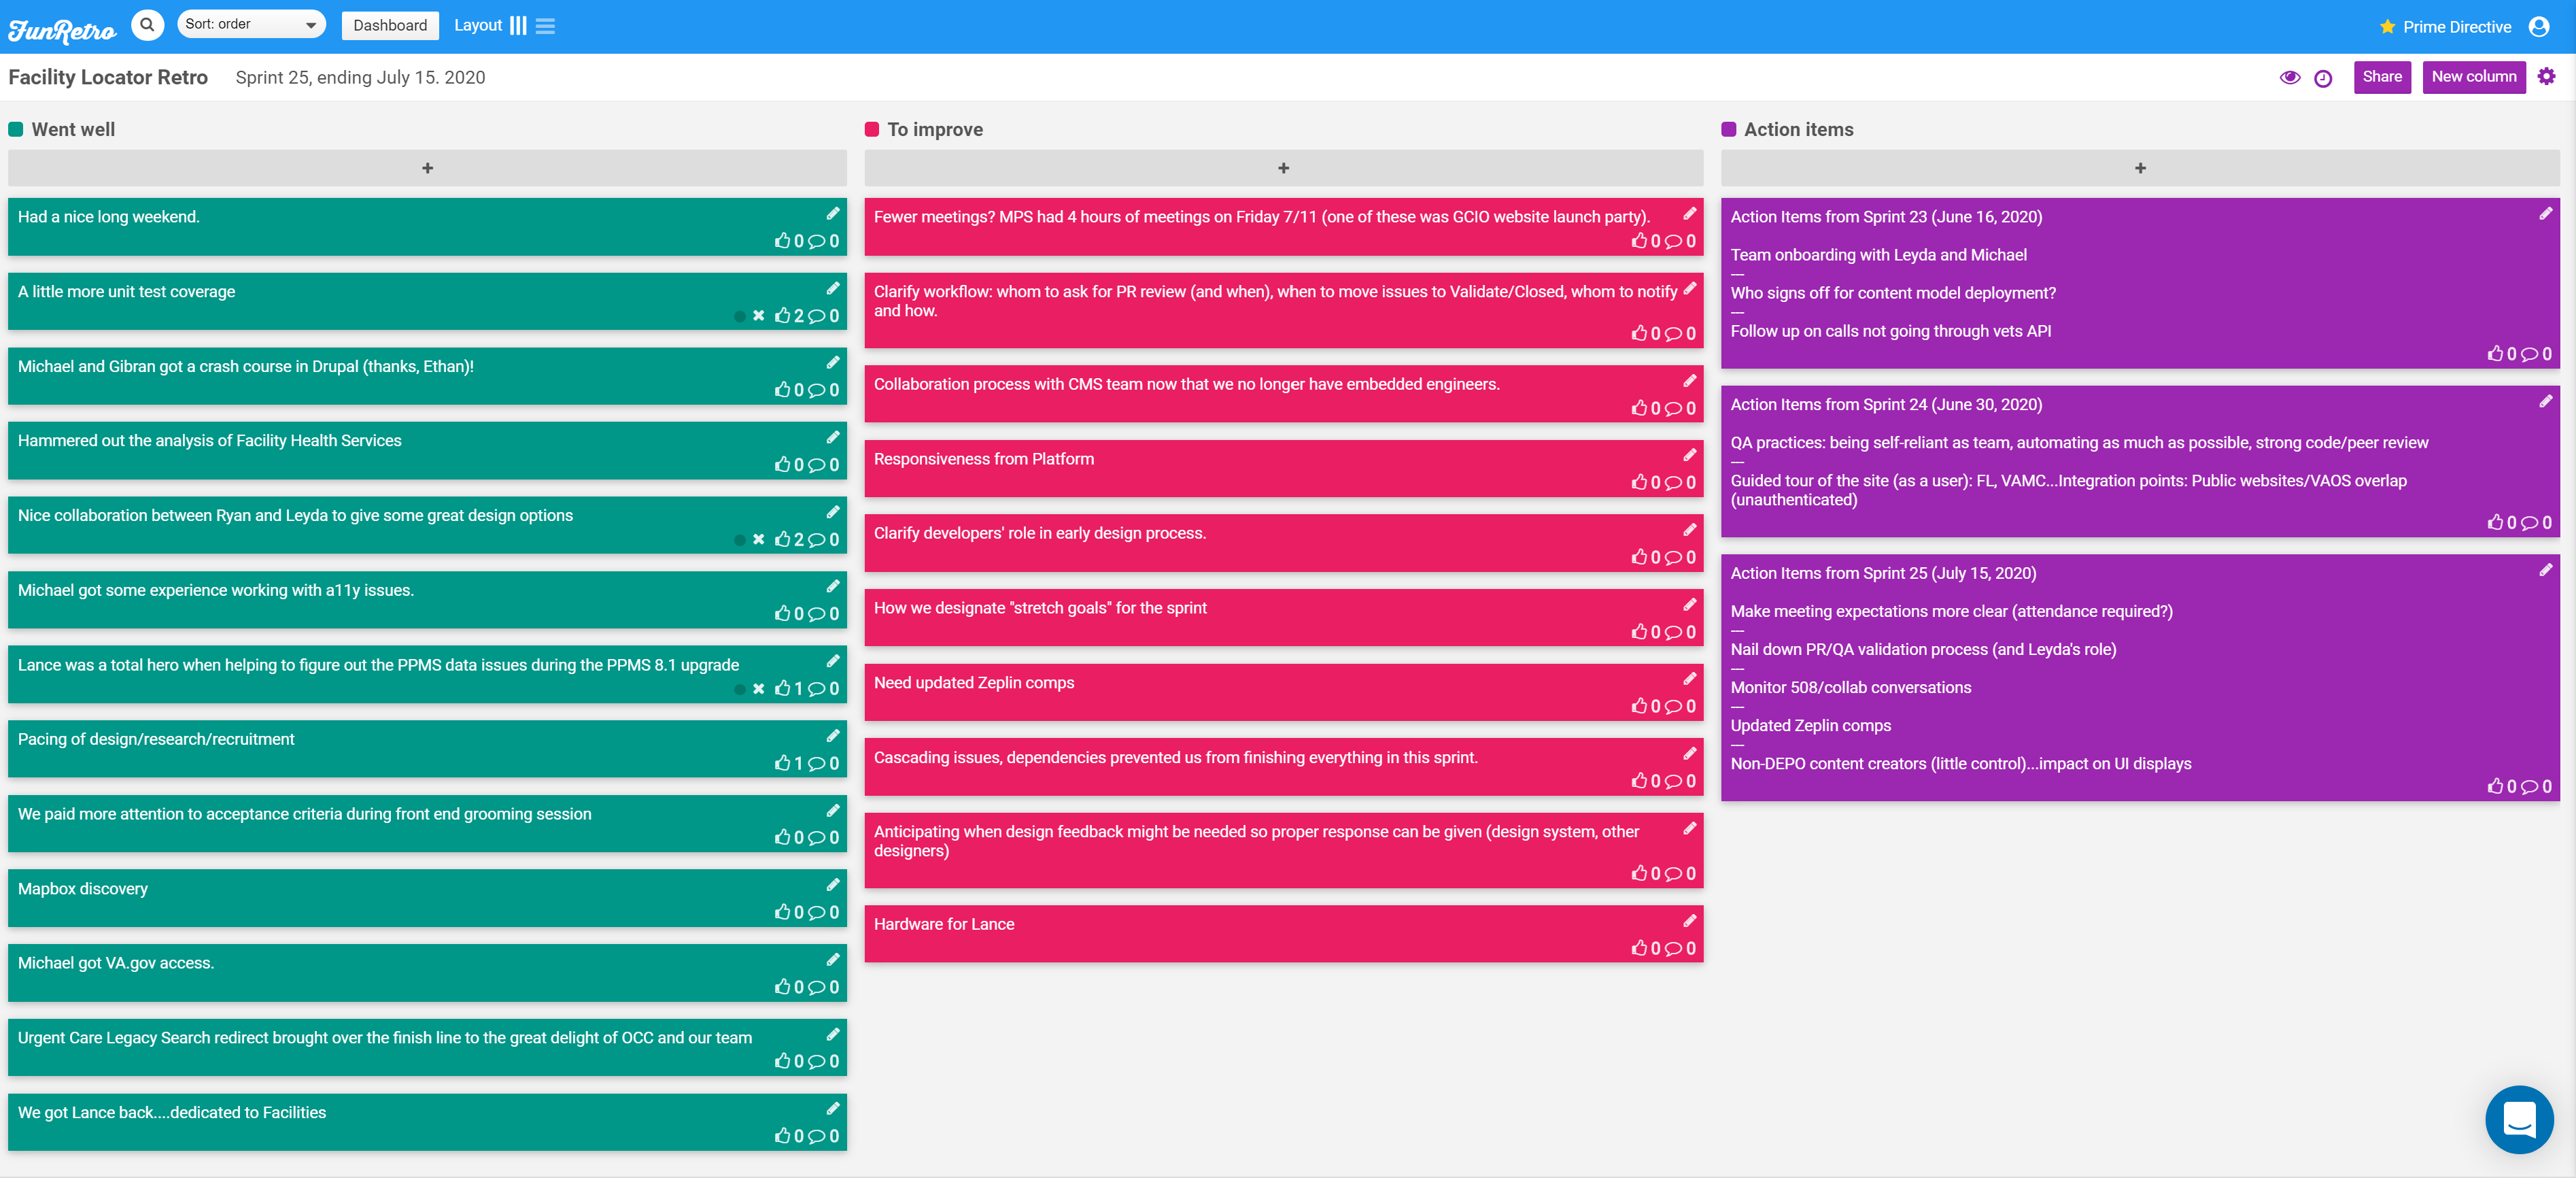 FunRetro
Sort: order
Dashboard
Layout
Prime Directive
Facility Locator Retro
Sprint 25, ending July 15. 2020
Share
New column
Went well
+
Had a nice long weekend.
0 0
A little more unit test coverage
2 0
Michael and Gibran got a crash course in Drupal (thanks, Ethan)!
0 0
Hammered out the analysis of Facility Health Services
0 0
Nice collaboration between Ryan and Leyda to give some great design options
2 0
Michael got some experience working with a11y issues.
0 0
Lance was a total hero when helping to figure out the PPMS data issues during the PPMS 8.1 upgrade
1 0
Pacing of design/research/recruitment
1 0
We paid more attention to acceptance criteria during front end grooming session
0 0
Mapbox discovery
0 0
Michael got VA.gov access.
0 0
Urgent Care Legacy Search redirect brought over the finish line to the great delight of OCC and our team
0 0
We got Lance back....dedicated to Facilities
0 0
To improve
+
Fewer meetings? MPS had 4 hours of meetings on Friday 7/11 (one of these was GCIO website launch party).
0 0
Clarify workflow: whom to ask for PR review (and when), when to move issues to Validate/Closed, whom to notify
and how.
0 0
Collaboration process with CMS team now that we no longer have embedded engineers.
0 0
Responsiveness from Platform
0 0
Clarify developers' role in early design process.
0 0
How we designate "stretch goals" for the sprint
0 0
Need updated Zeplin comps
0 0
Cascading issues, dependencies prevented us from finishing everything in this sprint.
0 0
Anticipating when design feedback might be needed so proper response can be given (design system, other
designers)
0 0
Hardware for Lance
0 0
Action items
+
Action Items from Sprint 23 (June 16, 2020)
Team onboarding with Leyda and Michael
---
Who signs off for content model deployment?
---
Follow up on calls not going through vets API
0 0
Action Items from Sprint 24 (June 30, 2020)
QA practices: being self-reliant as team, automating as much as possible, strong code/peer review
---
Guided tour of the site (as a user): FL, VAMC...Integration points: Public websites/VAOS overlap
(unauthenticated)
0 0
Action Items from Sprint 25 (July 15, 2020)
Make meeting expectations more clear (attendance required?)
---
Nail down PR/QA validation process (and Leyda's role)
---
Monitor 508/collab conversations
---
Updated Zeplin comps
---
Non-DEPO content creators (little control)...impact on UI displays
0 0